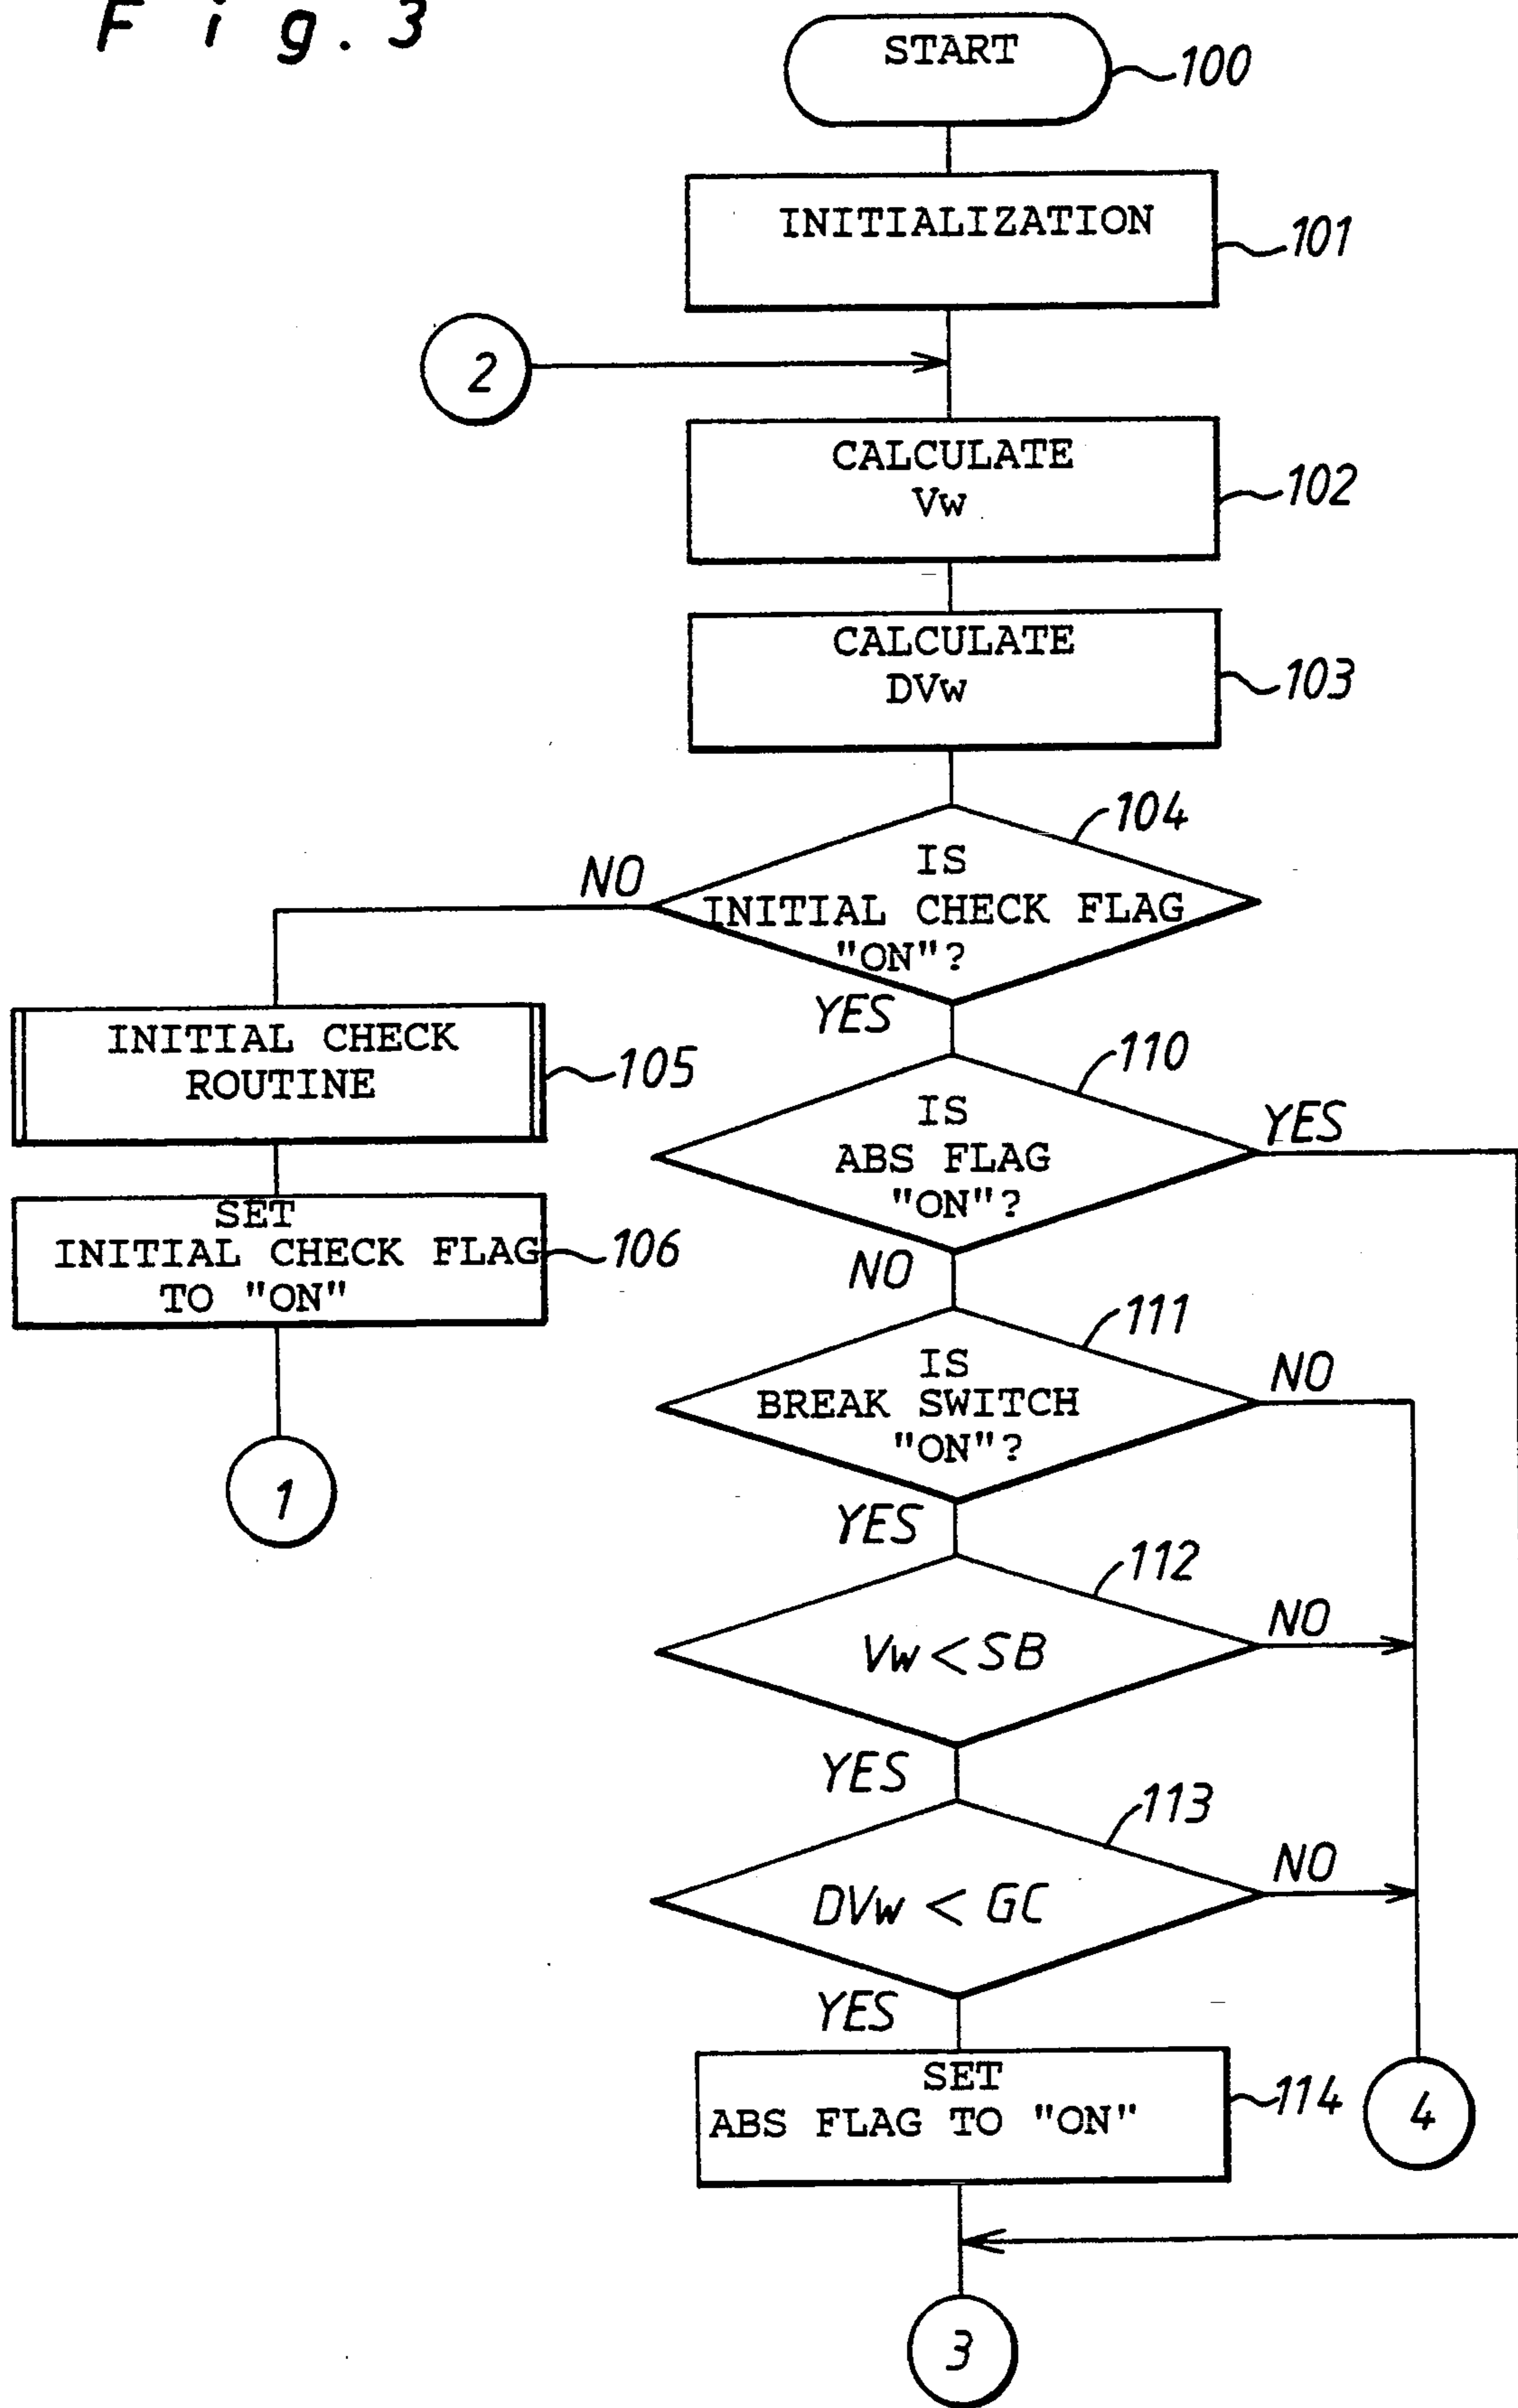 Fig. 3
START
100
INITIALIZATION
101
2
CALCULATE
Vw
102
CALCULATE
DVw
103
104
IS
INITIAL CHECK FLAG
"ON"?
NO
YES
INITIAL CHECK
ROUTINE
105
SET
INITIAL CHECK FLAG
TO "ON"
106
1
110
IS
ABS FLAG
"ON"?
YES
NO
111
IS
BREAK SWITCH
"ON"?
NO
YES
112
Vw < SB
NO
YES
113
DVw < GC
NO
YES
SET
ABS FLAG TO "ON"
114
4
3